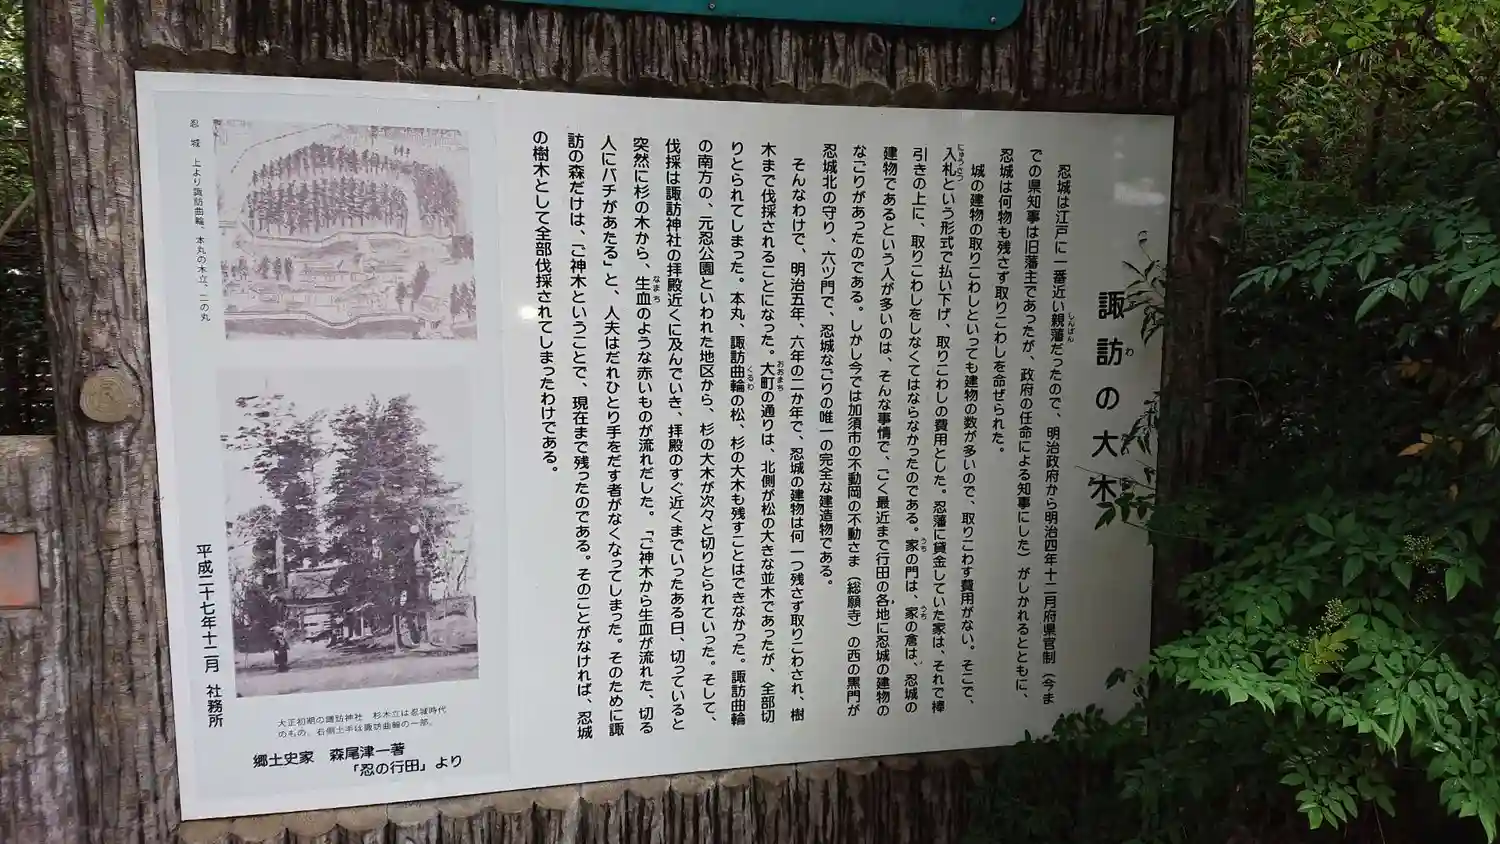 諏訪の大木
忍城は江戸に一番近い親藩だったので、明治政府から明治四年十二月府県官制（今ま
での県知事は旧藩主であったが、政府の任命による知事にした）がしかれるとともに、
忍城は何物も残さず取りこわしを命ぜられた。
城の建物の取りこわしといっても建物の数が多いので、取りこわす費用がない。そこで、
入札という形式で払い下げ、取りこわしの費用とした。忍藩に貸金していた家は、それで棒
引きの上に、取りこわしをしなくてはならなかったのである。家の門は、家の倉は、忍城の
建物であるという人が多いのは、そんな事情で、ごく最近まで行田の各地に忍城の建物の
なごりがあったのである。しかし今では加須市の不動岡の不動さま（総願寺）の西の黒門が
忍城北の守り、六ツ門で、忍城なごりの唯一の完全な建造物である。
そんなわけで、明治五年、六年の二か年で、忍城の建物は何一つ残さず取りこわされ、樹
木まで伐採されることになった。大町の通りは、北側が松の大きな並木であったが、全部切
りとられてしまった。本丸、諏訪曲輪の松、杉の大木も残すことはできなかった。諏訪曲輪
の南方の、元忍公園といわれた地区から、杉の大木が次々と切りとられていった。そして、
伐採は諏訪神社の拝殿近くに及んでいき、拝殿のすぐ近くまでいったある日、切っていると
突然に杉の木から、生血のような赤いものが流れだした。「ご神木から生血が流れた、切る
人にバチがあたる」と、人夫はだれひとり手をだす者がなくなってしまった。そのために諏
訪の森だけは、ご神木ということで、現在まで残ったのである。そのことがなければ、忍城
の樹木として全部伐採されてしまったわけである。
忍城 上より諏訪曲輪、本丸の木立、二の丸
大正初期の諏訪神社 杉木立は忍城時代
のもの、右側土手は諏訪曲輪の一部。
郷土史家 森尾津一著
「忍の行田」より
平成二十七年十二月 社務所